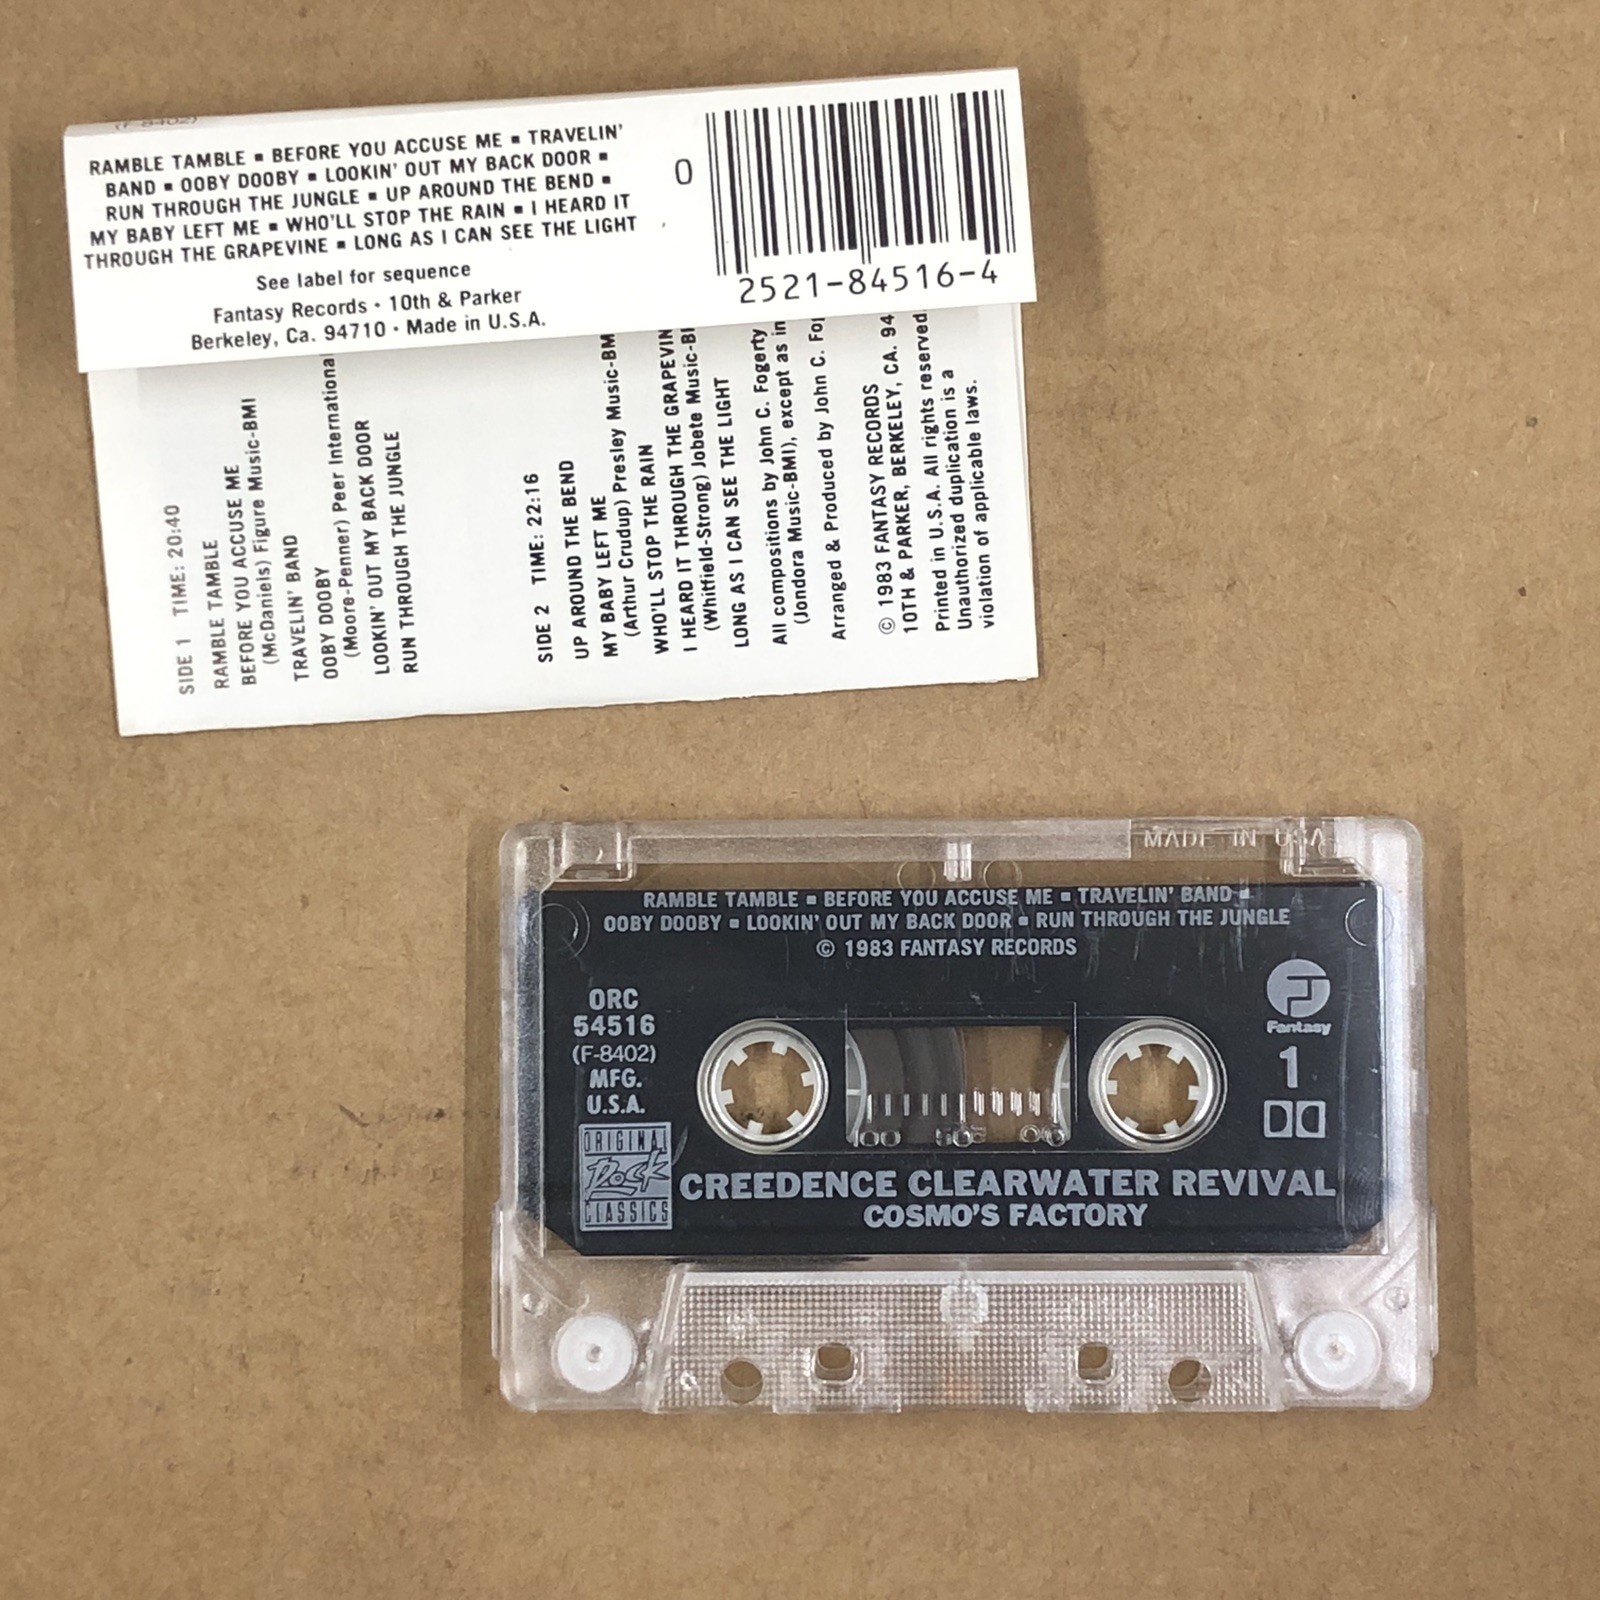 (F-8402)
RAMBLE TAMBLE ▪ BEFORE YOU ACCUSE ME ▪ TRAVELIN'
BAND ▪ OOBY DOOBY ▪ LOOKIN' OUT MY BACK DOOR ▪
RUN THROUGH THE JUNGLE ▪ UP AROUND THE BEND ▪
MY BABY LEFT ME ▪ WHO'LL STOP THE RAIN ▪ I HEARD IT
THROUGH THE GRAPEVINE ▪ LONG AS I CAN SEE THE LIGHT
See label for sequence
Fantasy Records · 10th & Parker
Berkeley, Ca. 94710 · Made in U.S.A.
0
2521-84516-4
SIDE 1 TIME: 20:40
RAMBLE TAMBLE
BEFORE YOU ACCUSE ME
(McDaniels) Figure Music-BMI
TRAVELIN' BAND
OOBY DOOBY
(Moore-Penner) Peer International
LOOKIN' OUT MY BACK DOOR
RUN THROUGH THE JUNGLE
SIDE 2 TIME: 22:16
UP AROUND THE BEND
MY BABY LEFT ME
(Arthur Crudup) Presley Music-BM
WHO'LL STOP THE RAIN
I HEARD IT THROUGH THE GRAPEVIN
(Whitfield-Strong) Jobete Music-B
LONG AS I CAN SEE THE LIGHT
All compositions by John C. Fogerty
(Jondora Music-BMI), except as in
Arranged & Produced by John C. Fo
© 1983 FANTASY RECORDS
10TH & PARKER, BERKELEY, CA. 94
Printed in U.S.A. All rights reserved
Unauthorized duplication is a
violation of applicable laws.
MADE IN USA
RAMBLE TAMBLE ▪ BEFORE YOU ACCUSE ME ▪ TRAVELIN' BAND ▪
OOBY DOOBY ▪ LOOKIN' OUT MY BACK DOOR ▪ RUN THROUGH THE JUNGLE
© 1983 FANTASY RECORDS
ORC
54516
(F-8402)
MFG.
U.S.A.
Fantasy
1
100 50 0
ORIGINAL
Rock
CLASSICS
CREEDENCE CLEARWATER REVIVAL
COSMO'S FACTORY